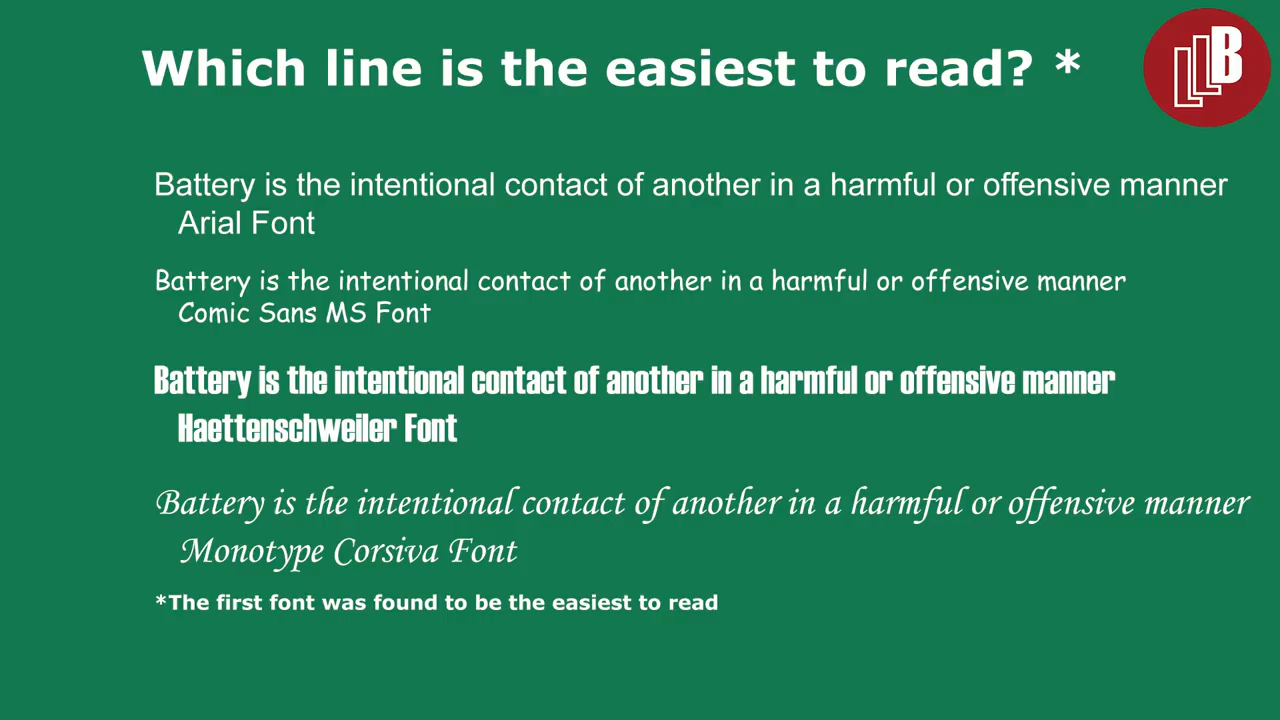 Which line is the easiest to read? *
LLLB
Battery is the intentional contact of another in a harmful or offensive manner
Arial Font
Battery is the intentional contact of another in a harmful or offensive manner
Comic Sans MS Font
Battery is the intentional contact of another in a harmful or offensive manner
Haettenschweiler Font
Battery is the intentional contact of another in a harmful or offensive manner
Monotype Corsiva Font
*The first font was found to be the easiest to read